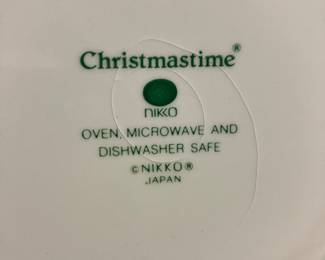 Christmastime®
NIKKO
OVEN, MICROWAVE AND
DISHWASHER SAFE
©NIKKO®
JAPAN